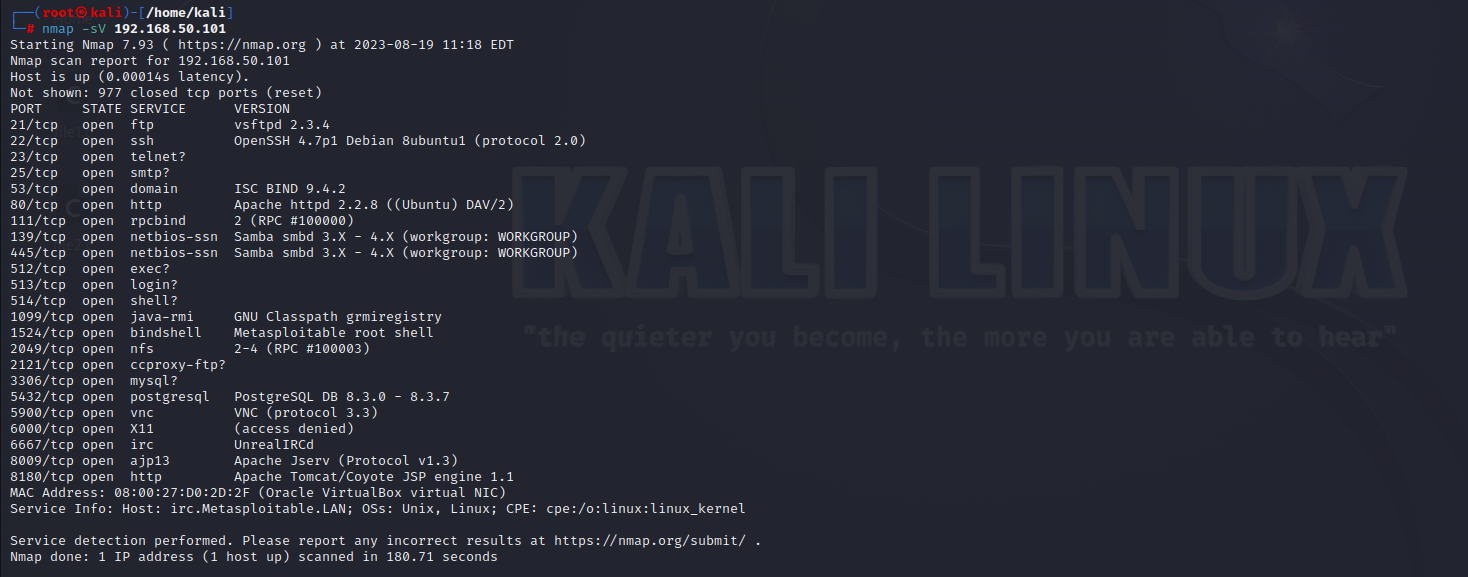 ┌──(root㉿kali)-[/home/kali]
└─# nmap -sV 192.168.50.101
Starting Nmap 7.93 ( https://nmap.org ) at 2023-08-19 11:18 EDT
Nmap scan report for 192.168.50.101
Host is up (0.00014s latency).
Not shown: 977 closed tcp ports (reset)
PORT     STATE SERVICE     VERSION
21/tcp   open  ftp         vsftpd 2.3.4
22/tcp   open  ssh         OpenSSH 4.7p1 Debian 8ubuntu1 (protocol 2.0)
23/tcp   open  telnet?
25/tcp   open  smtp?
53/tcp   open  domain      ISC BIND 9.4.2
80/tcp   open  http        Apache httpd 2.2.8 ((Ubuntu) DAV/2)
111/tcp  open  rpcbind     2 (RPC #100000)
139/tcp  open  netbios-ssn Samba smbd 3.X - 4.X (workgroup: WORKGROUP)
445/tcp  open  netbios-ssn Samba smbd 3.X - 4.X (workgroup: WORKGROUP)
512/tcp  open  exec?
513/tcp  open  login?
514/tcp  open  shell?
1099/tcp open  java-rmi    GNU Classpath grmiregistry
1524/tcp open  bindshell   Metasploitable root shell
2049/tcp open  nfs         2-4 (RPC #100003)
2121/tcp open  ccproxy-ftp?
3306/tcp open  mysql?
5432/tcp open  postgresql  PostgreSQL DB 8.3.0 - 8.3.7
5900/tcp open  vnc         VNC (protocol 3.3)
6000/tcp open  X11         (access denied)
6667/tcp open  irc         UnrealIRCd
8009/tcp open  ajp13       Apache Jserv (Protocol v1.3)
8180/tcp open  http        Apache Tomcat/Coyote JSP engine 1.1
MAC Address: 08:00:27:D0:2D:2F (Oracle VirtualBox virtual NIC)
Service Info: Host: irc.Metasploitable.LAN; OSs: Unix, Linux; CPE: cpe:/o:linux:linux_kernel

Service detection performed. Please report any incorrect results at https://nmap.org/submit/ .
Nmap done: 1 IP address (1 host up) scanned in 180.71 seconds
KALI LINUX
"the quieter you become, the more you are able to hear"